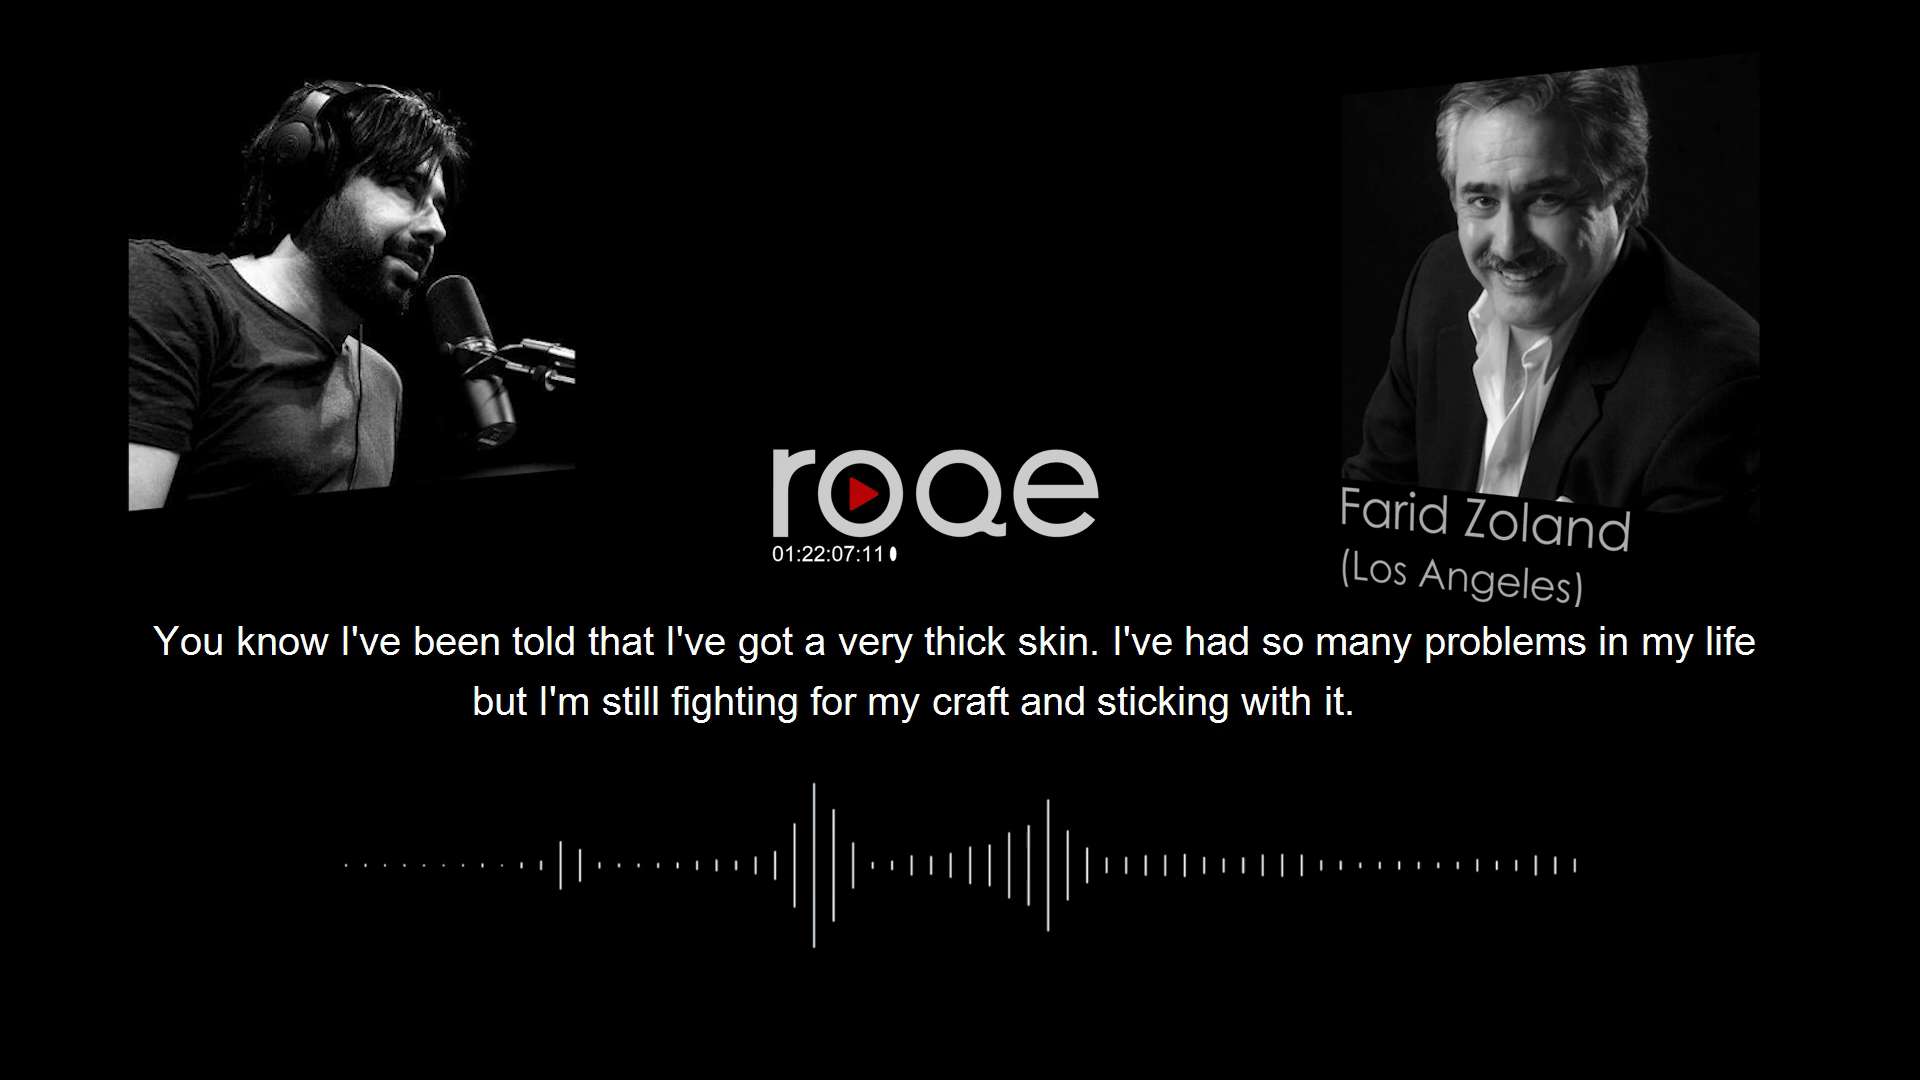 roqe
01:22:07:11
Farid Zoland
(Los Angeles)
You know I've been told that I've got a very thick skin. I've had so many problems in my life
but I'm still fighting for my craft and sticking with it.